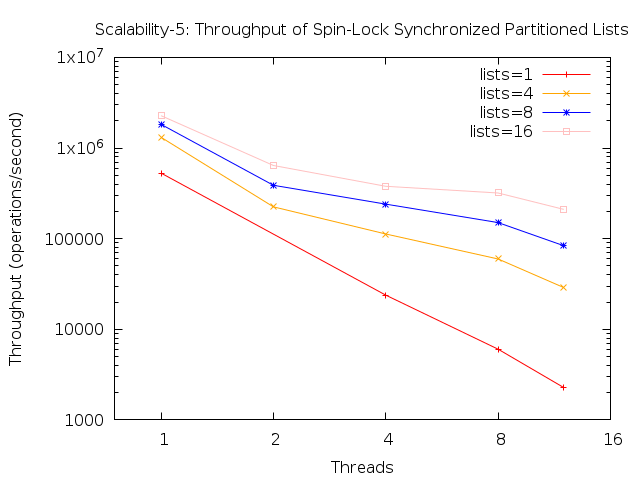 Scalability-5: Throughput of Spin-Lock Synchronized Partitioned Lists
1x10^7
lists=1
lists=4
lists=8
lists=16
1x10^6
100000
10000
1000
Throughput (operations/second)
1 2 4 8 16
Threads